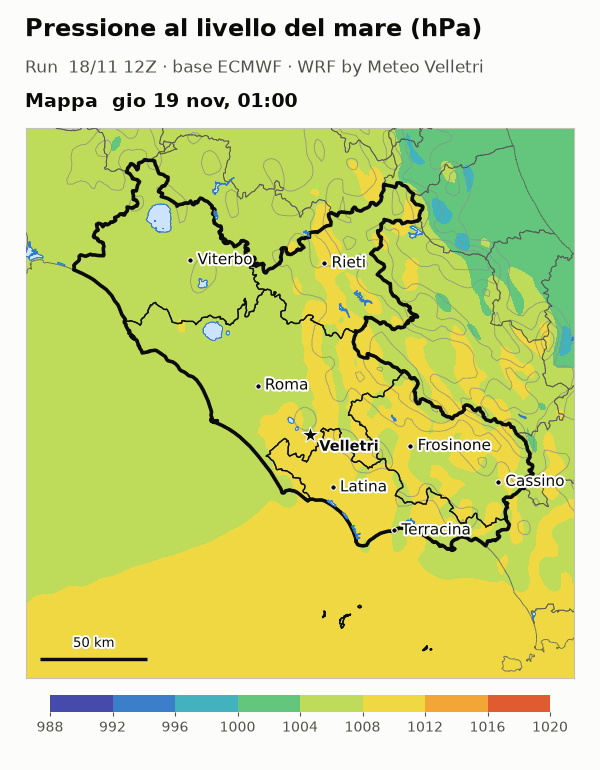 Pressione al livello del mare (hPa)
Run  18/11 12Z · base ECMWF · WRF by Meteo Velletri
Mappa  gio 19 nov, 01:00
Viterbo
Rieti
Roma
Velletri
Frosinone
Latina
Cassino
Terracina
50 km
988 992 996 1000 1004 1008 1012 1016 1020